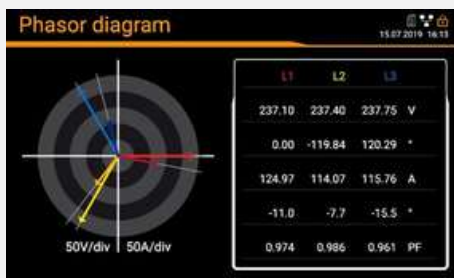 Phasor diagram
15.07.2019 16:13
L1 L2 L3
237.10 237.40 237.75 V
0.00 -119.84 120.29 °
124.97 114.07 115.76 A
-11.0 -7.7 -15.5 °
0.974 0.986 0.961 PF
50V/div 50A/div